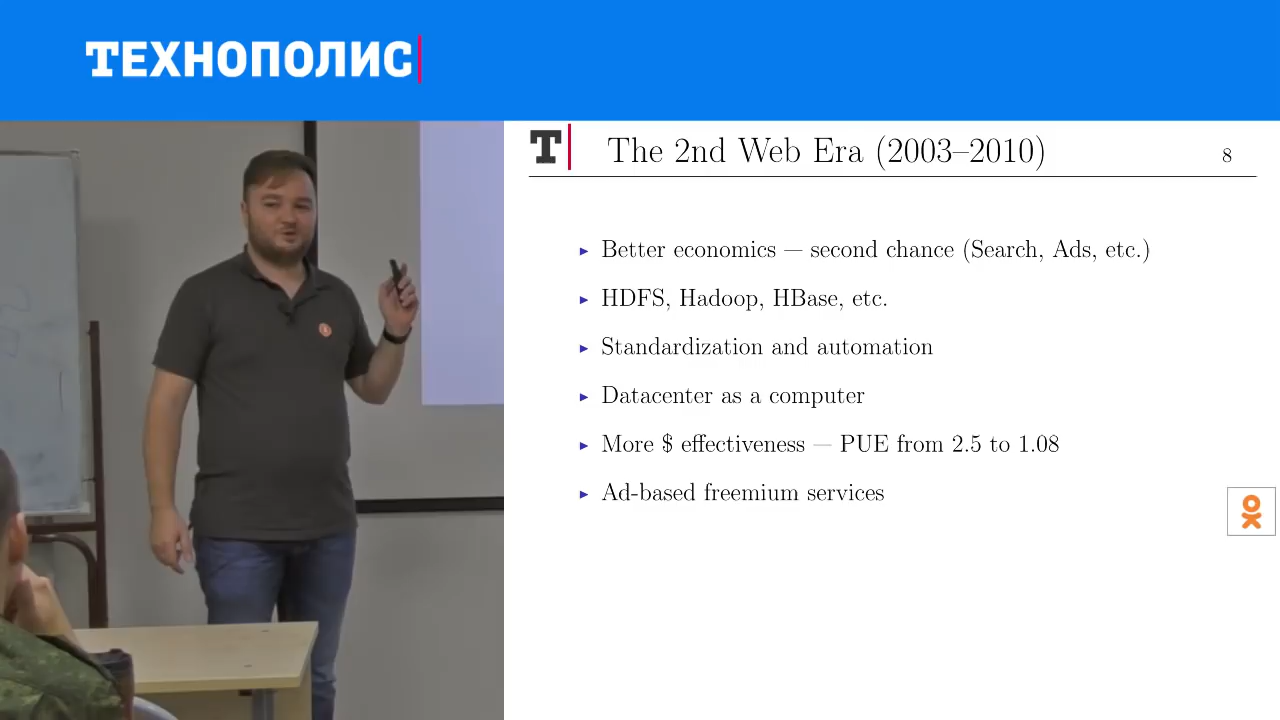 ТЕХНОПОЛИС
T
The 2nd Web Era (2003–2010)
8
▸ Better economics — second chance (Search, Ads, etc.)
▸ HDFS, Hadoop, HBase, etc.
▸ Standardization and automation
▸ Datacenter as a computer
▸ More $ effectiveness — PUE from 2.5 to 1.08
▸ Ad-based freemium services